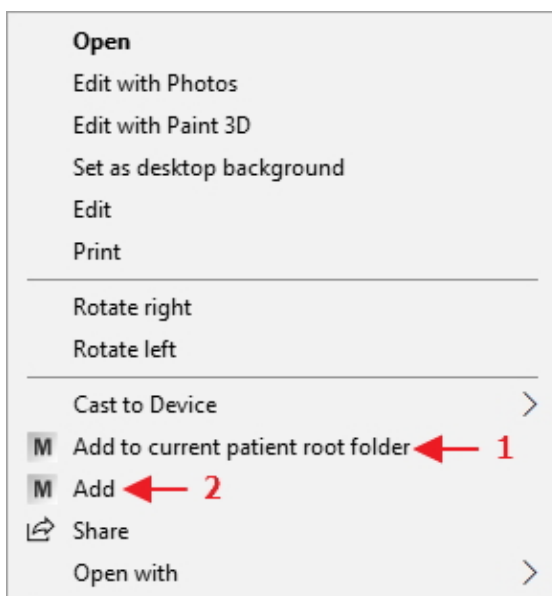 Open
Edit with Photos
Edit with Paint 3D
Set as desktop background
Edit
Print
Rotate right
Rotate left
Cast to Device
M Add to current patient root folder 1
M Add 2
Share
Open with